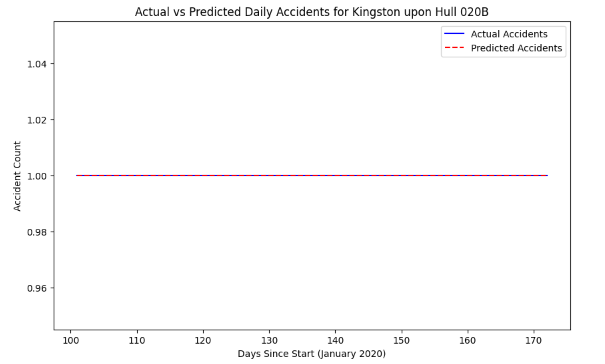 Actual vs Predicted Daily Accidents for Kingston upon Hull 020B
Actual Accidents
Predicted Accidents
1.04
1.02
1.00
0.98
0.96
Accident Count
100 110 120 130 140 150 160 170
Days Since Start (January 2020)